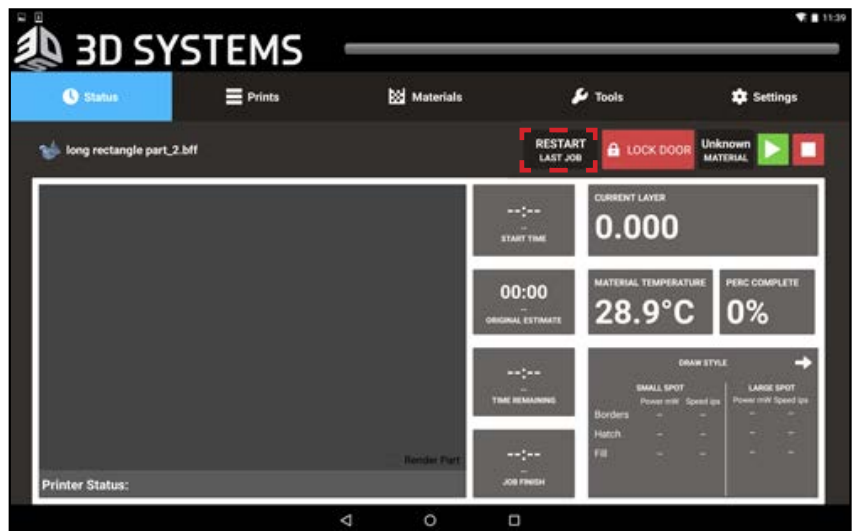 11:39
3D SYSTEMS
Status Prints Materials Tools Settings
long rectangle part_2.bff
RESTART
LAST JOB
LOCK DOOR
Unknown
MATERIAL
--:--
--
START TIME
CURRENT LAYER
0.000
00:00
--
ORIGINAL ESTIMATE
MATERIAL TEMPERATURE
28.9°C
PERC COMPLETE
0%
--:--
--
TIME REMAINING
DRAW STYLE
SMALL SPOT LARGE SPOT
Power mW Speed ips Power mW Speed ips
Borders -- -- -- --
Hatch -- -- -- --
Fill -- -- -- --
Render Part
--:--
--
JOB FINISH
Printer Status: